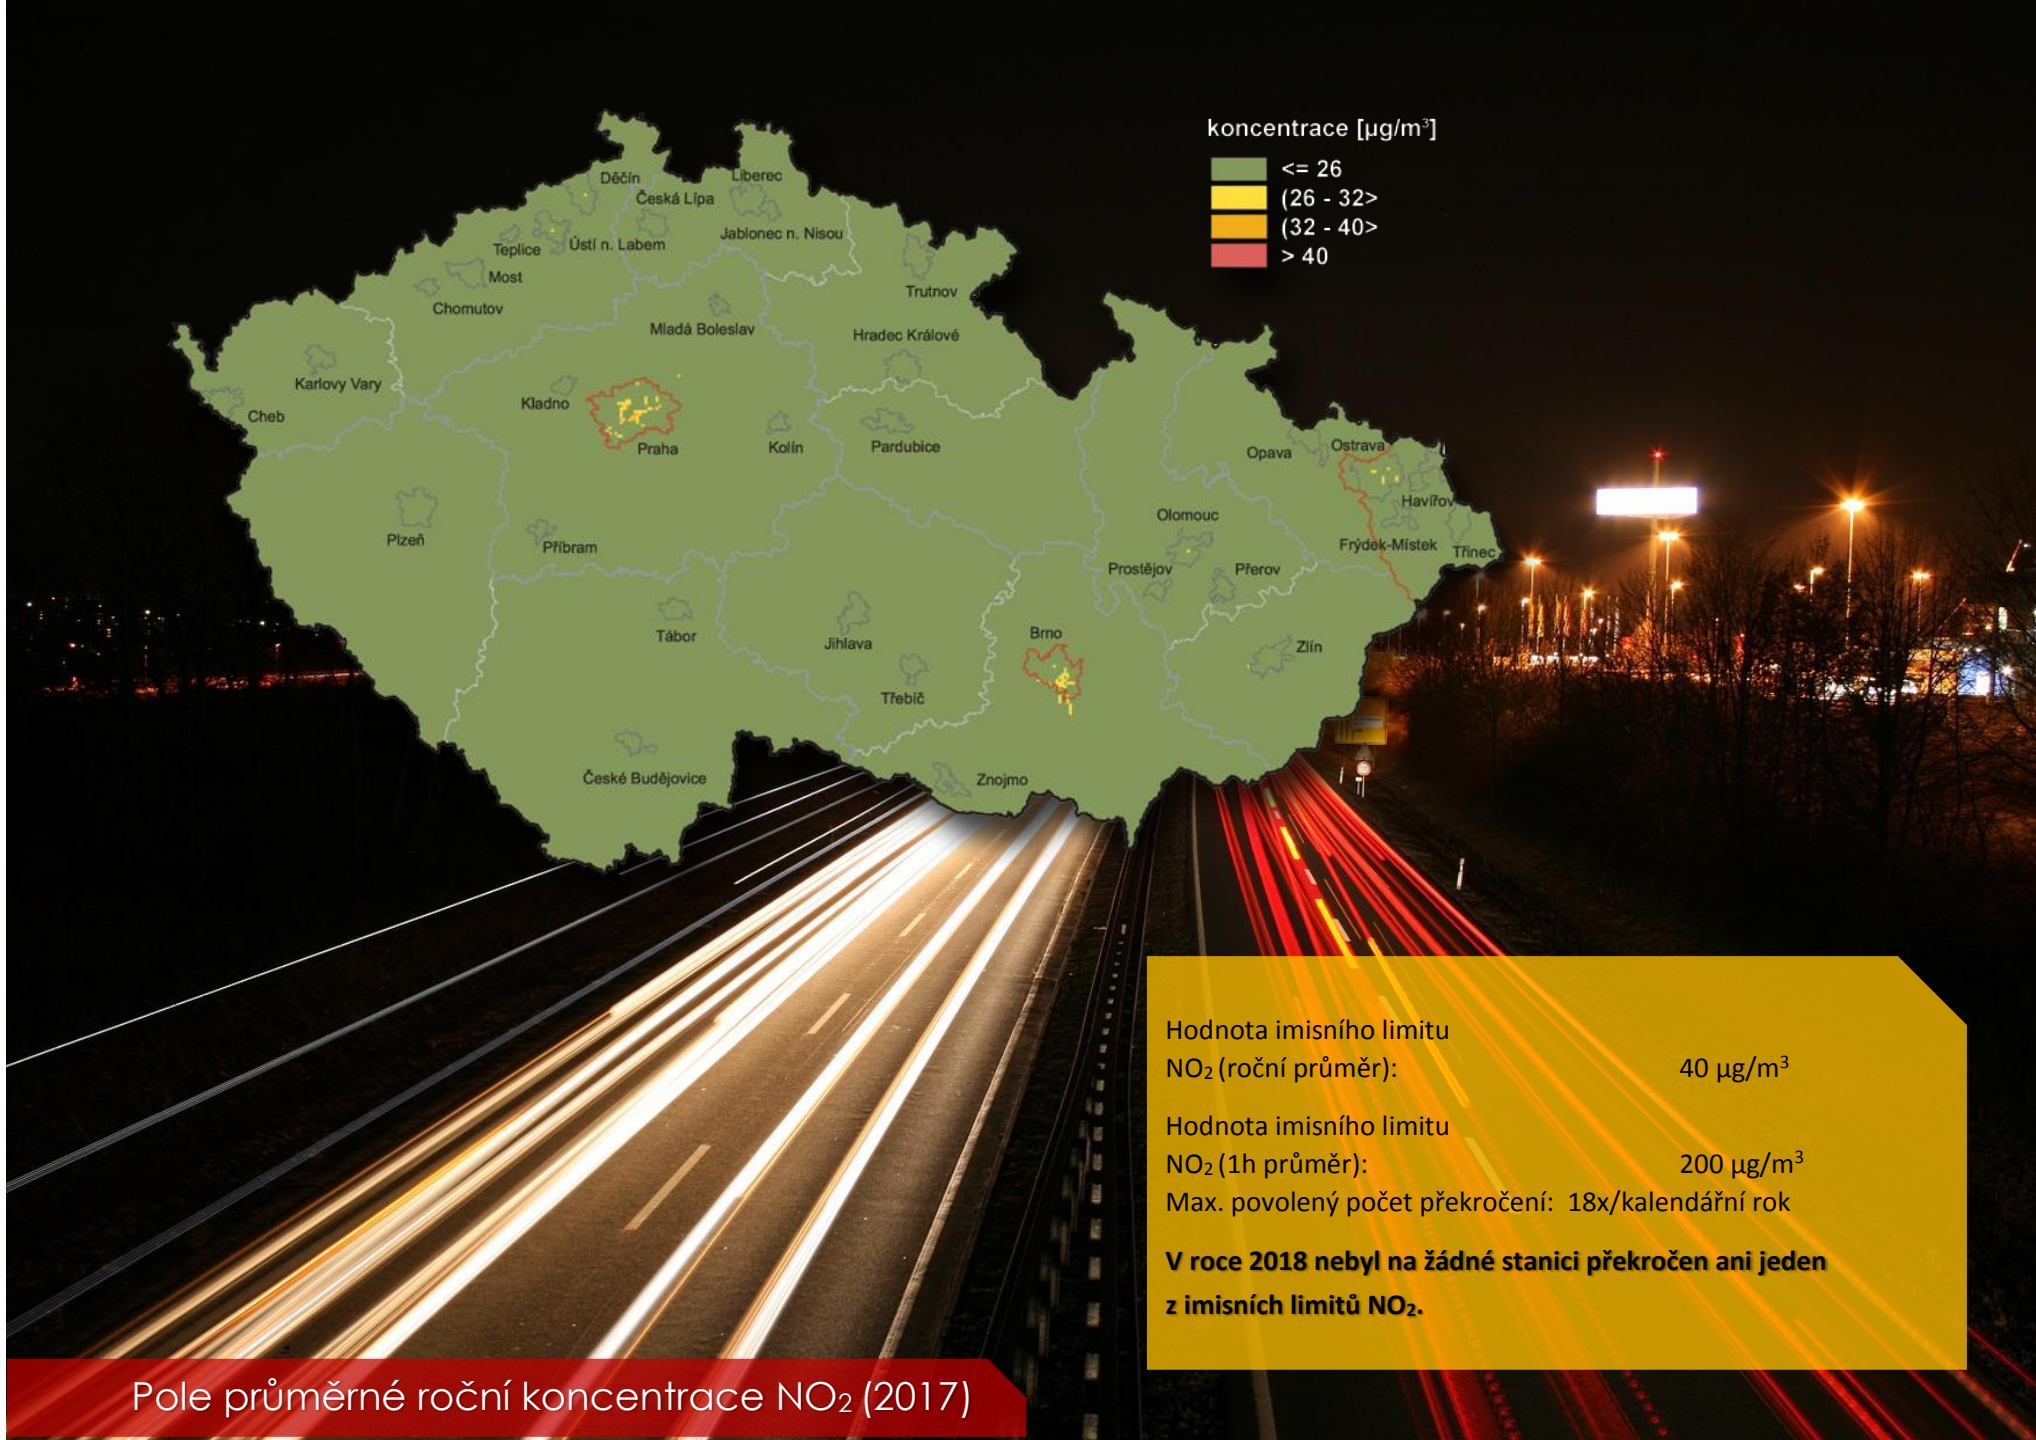 koncentrace [µg/m³]
<= 26
(26 - 32>
(32 - 40>
> 40
Děčín
Liberec
Česká Lípa
Teplice
Ústí n. Labem
Jablonec n. Nisou
Most
Chomutov
Trutnov
Mladá Boleslav
Hradec Králové
Karlovy Vary
Kladno
Cheb
Praha
Kolín
Pardubice
Opava
Ostrava
Havířov
Plzeň
Příbram
Olomouc
Frýdek-Místek
Třinec
Prostějov
Přerov
Tábor
Jihlava
Brno
Zlín
Třebíč
České Budějovice
Znojmo
Hodnota imisního limitu
NO₂ (roční průměr): 40 µg/m³
Hodnota imisního limitu
NO₂ (1h průměr): 200 µg/m³
Max. povolený počet překročení: 18x/kalendářní rok
V roce 2018 nebyl na žádné stanici překročen ani jeden
z imisních limitů NO₂.
Pole průměrné roční koncentrace NO₂ (2017)